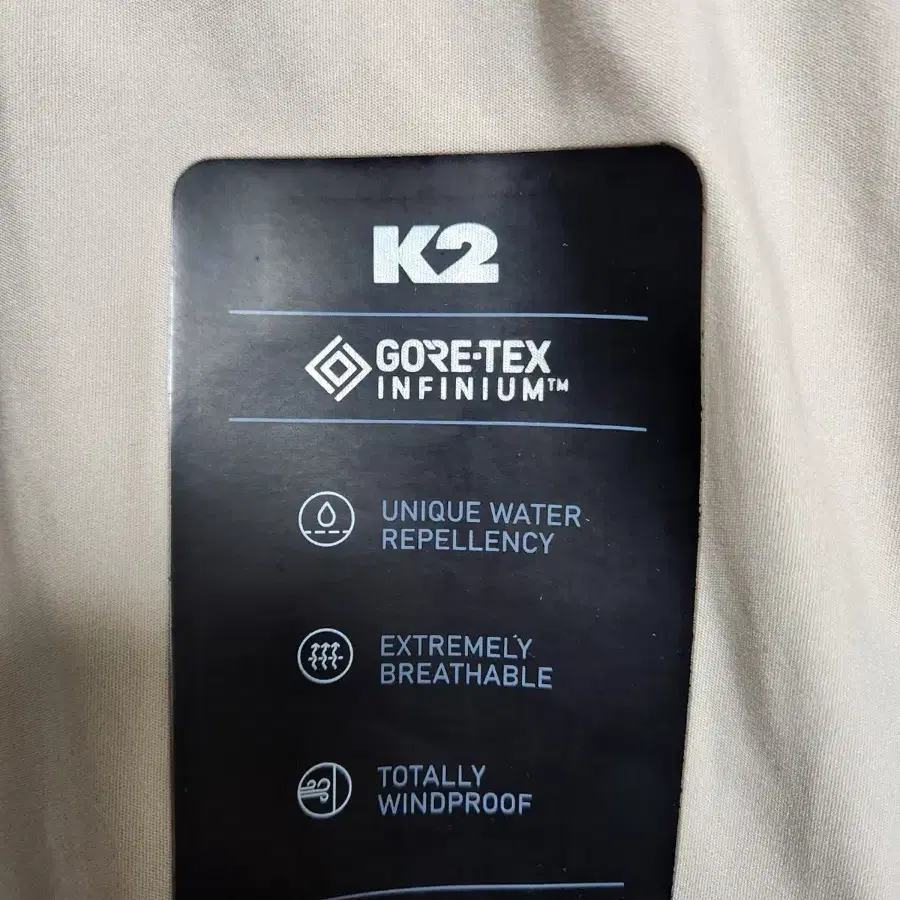 K2
GORE-TEX
INFINIUM™
UNIQUE WATER
REPELLENCY
EXTREMELY
BREATHABLE
TOTALLY
WINDPROOF